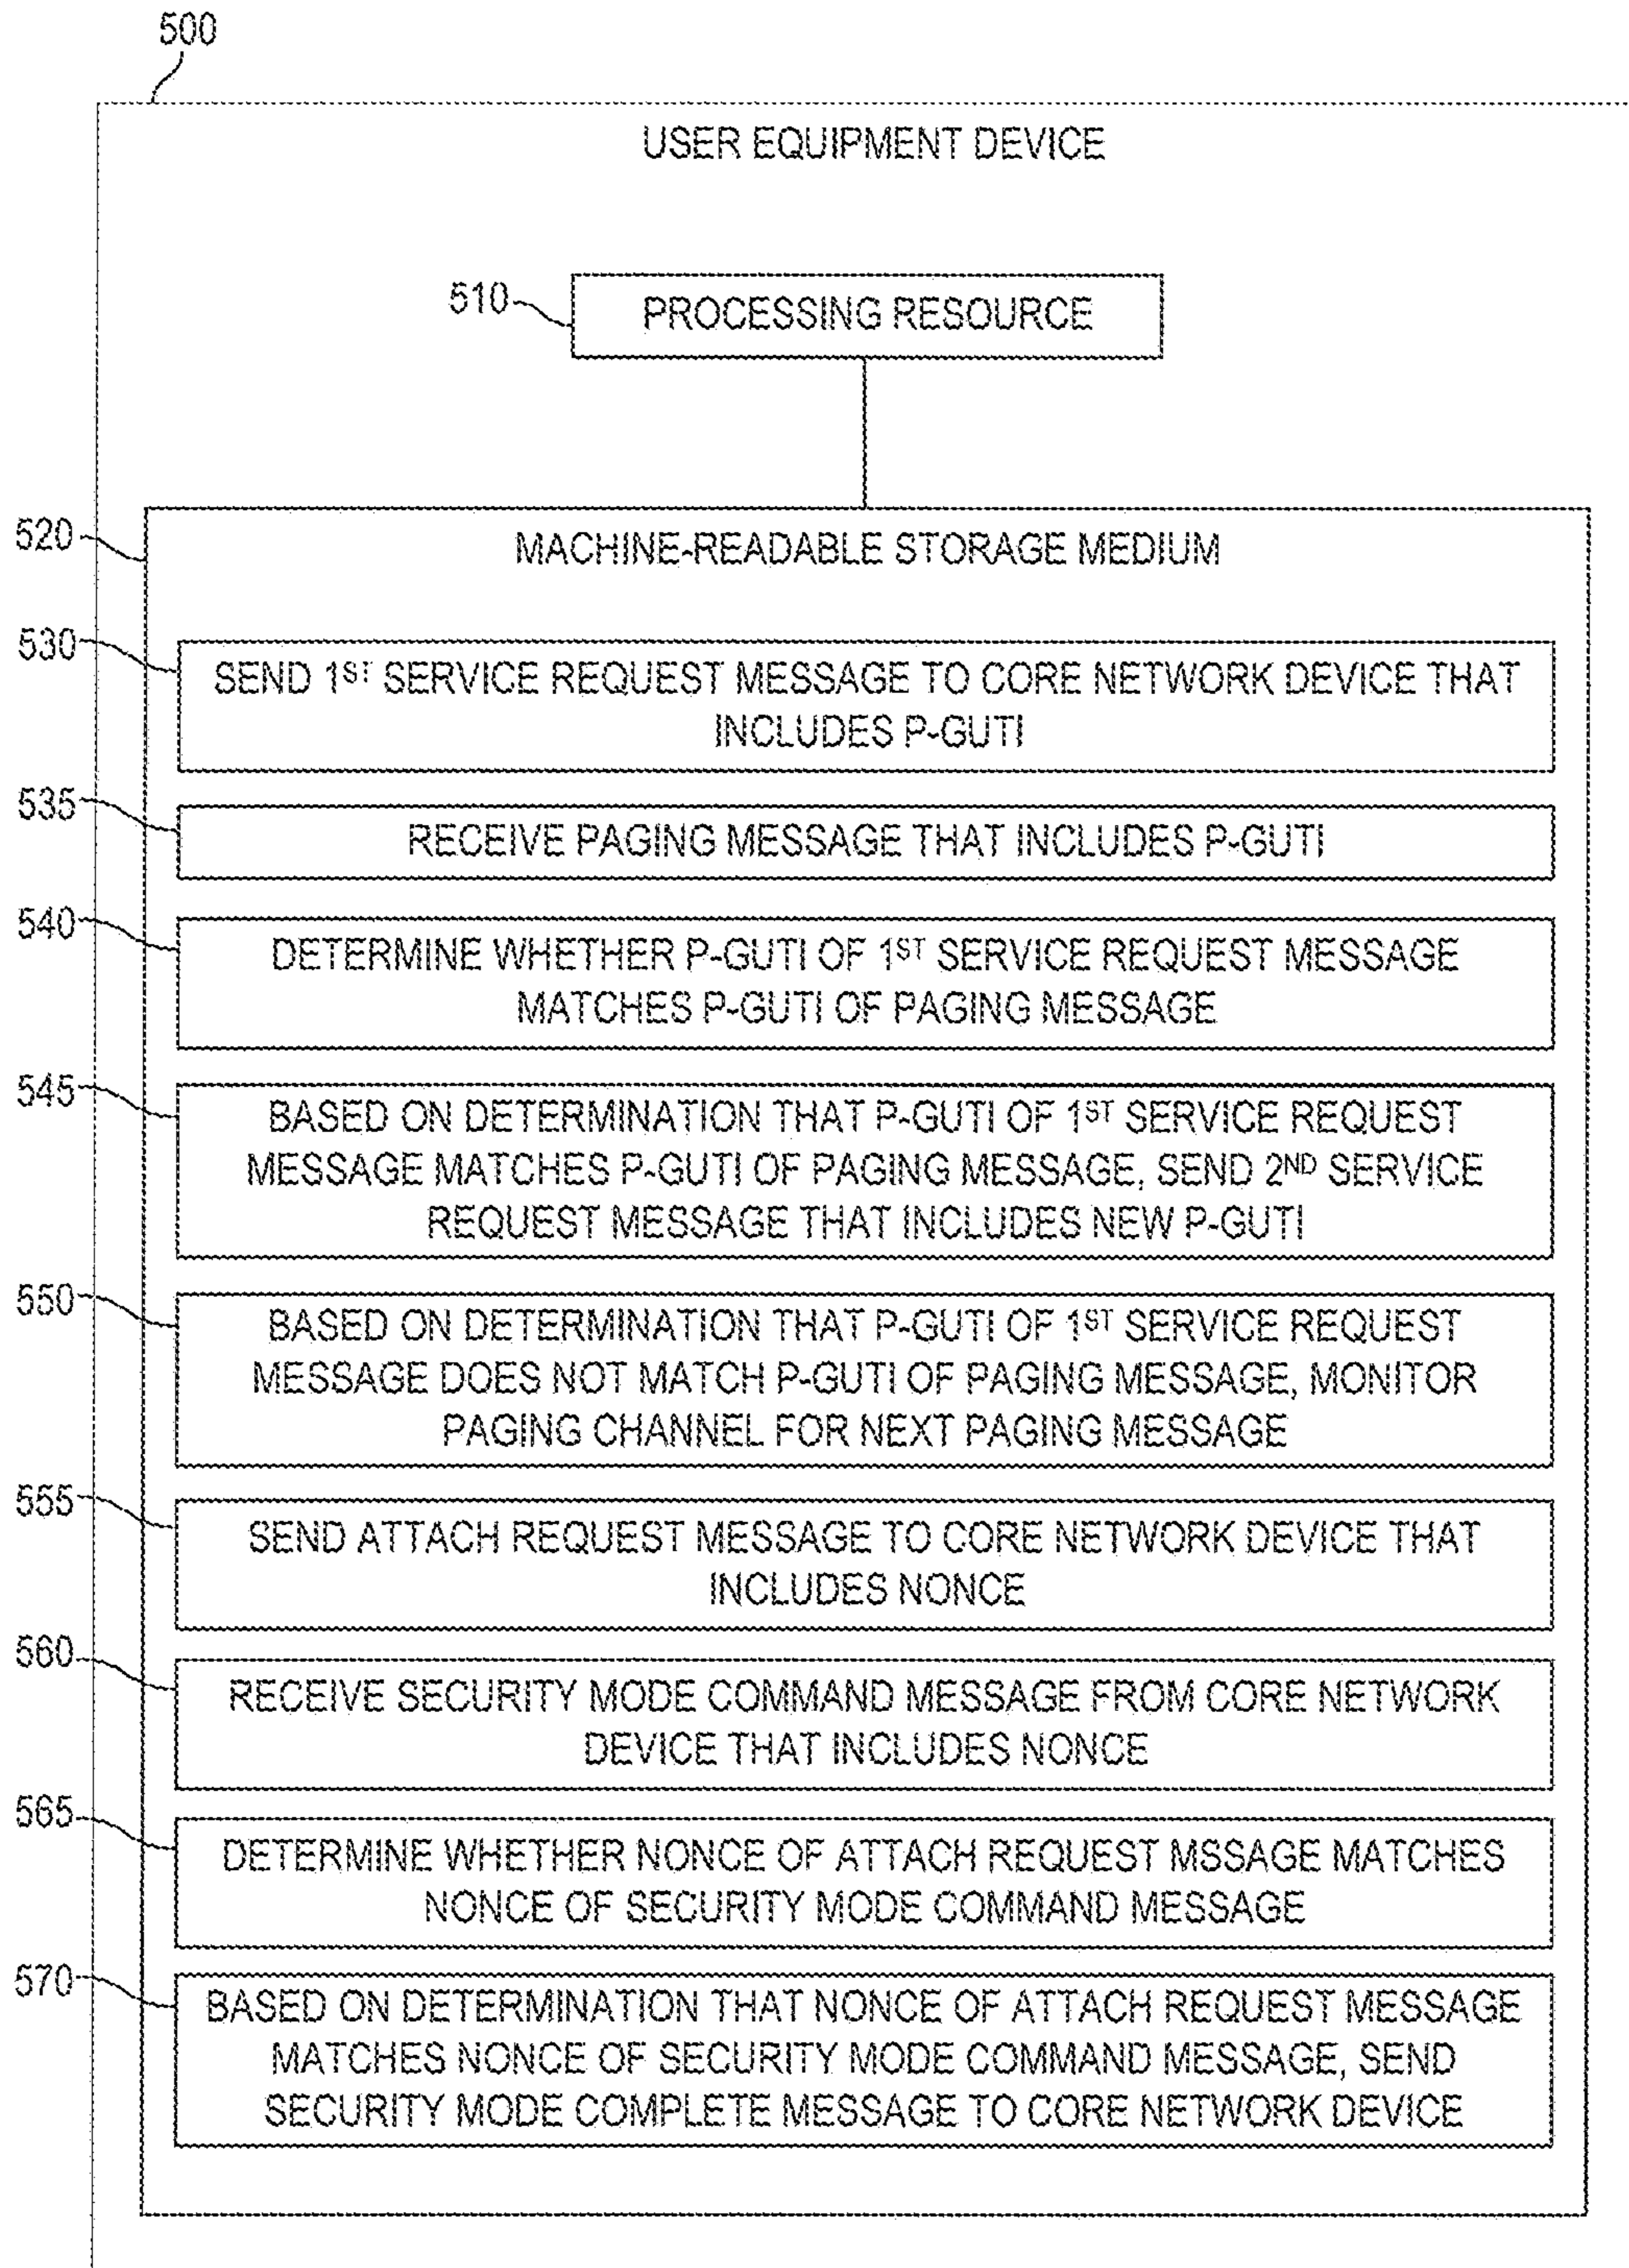 500
USER EQUIPMENT DEVICE
510
PROCESSING RESOURCE
520
MACHINE-READABLE STORAGE MEDIUM
530
SEND 1ST SERVICE REQUEST MESSAGE TO CORE NETWORK DEVICE THAT
INCLUDES P-GUTI
535
RECEIVE PAGING MESSAGE THAT INCLUDES P-GUTI
540
DETERMINE WHETHER P-GUTI OF 1ST SERVICE REQUEST MESSAGE
MATCHES P-GUTI OF PAGING MESSAGE
545
BASED ON DETERMINATION THAT P-GUTI OF 1ST SERVICE REQUEST
MESSAGE MATCHES P-GUTI OF PAGING MESSAGE, SEND 2ND SERVICE
REQUEST MESSAGE THAT INCLUDES NEW P-GUTI
550
BASED ON DETERMINATION THAT P-GUTI OF 1ST SERVICE REQUEST
MESSAGE DOES NOT MATCH P-GUTI OF PAGING MESSAGE, MONITOR
PAGING CHANNEL FOR NEXT PAGING MESSAGE
555
SEND ATTACH REQUEST MESSAGE TO CORE NETWORK DEVICE THAT
INCLUDES NONCE
560
RECEIVE SECURITY MODE COMMAND MESSAGE FROM CORE NETWORK
DEVICE THAT INCLUDES NONCE
565
DETERMINE WHETHER NONCE OF ATTACH REQUEST MSSAGE MATCHES
NONCE OF SECURITY MODE COMMAND MESSAGE
570
BASED ON DETERMINATION THAT NONCE OF ATTACH REQUEST MESSAGE
MATCHES NONCE OF SECURITY MODE COMMAND MESSAGE, SEND
SECURITY MODE COMPLETE MESSAGE TO CORE NETWORK DEVICE